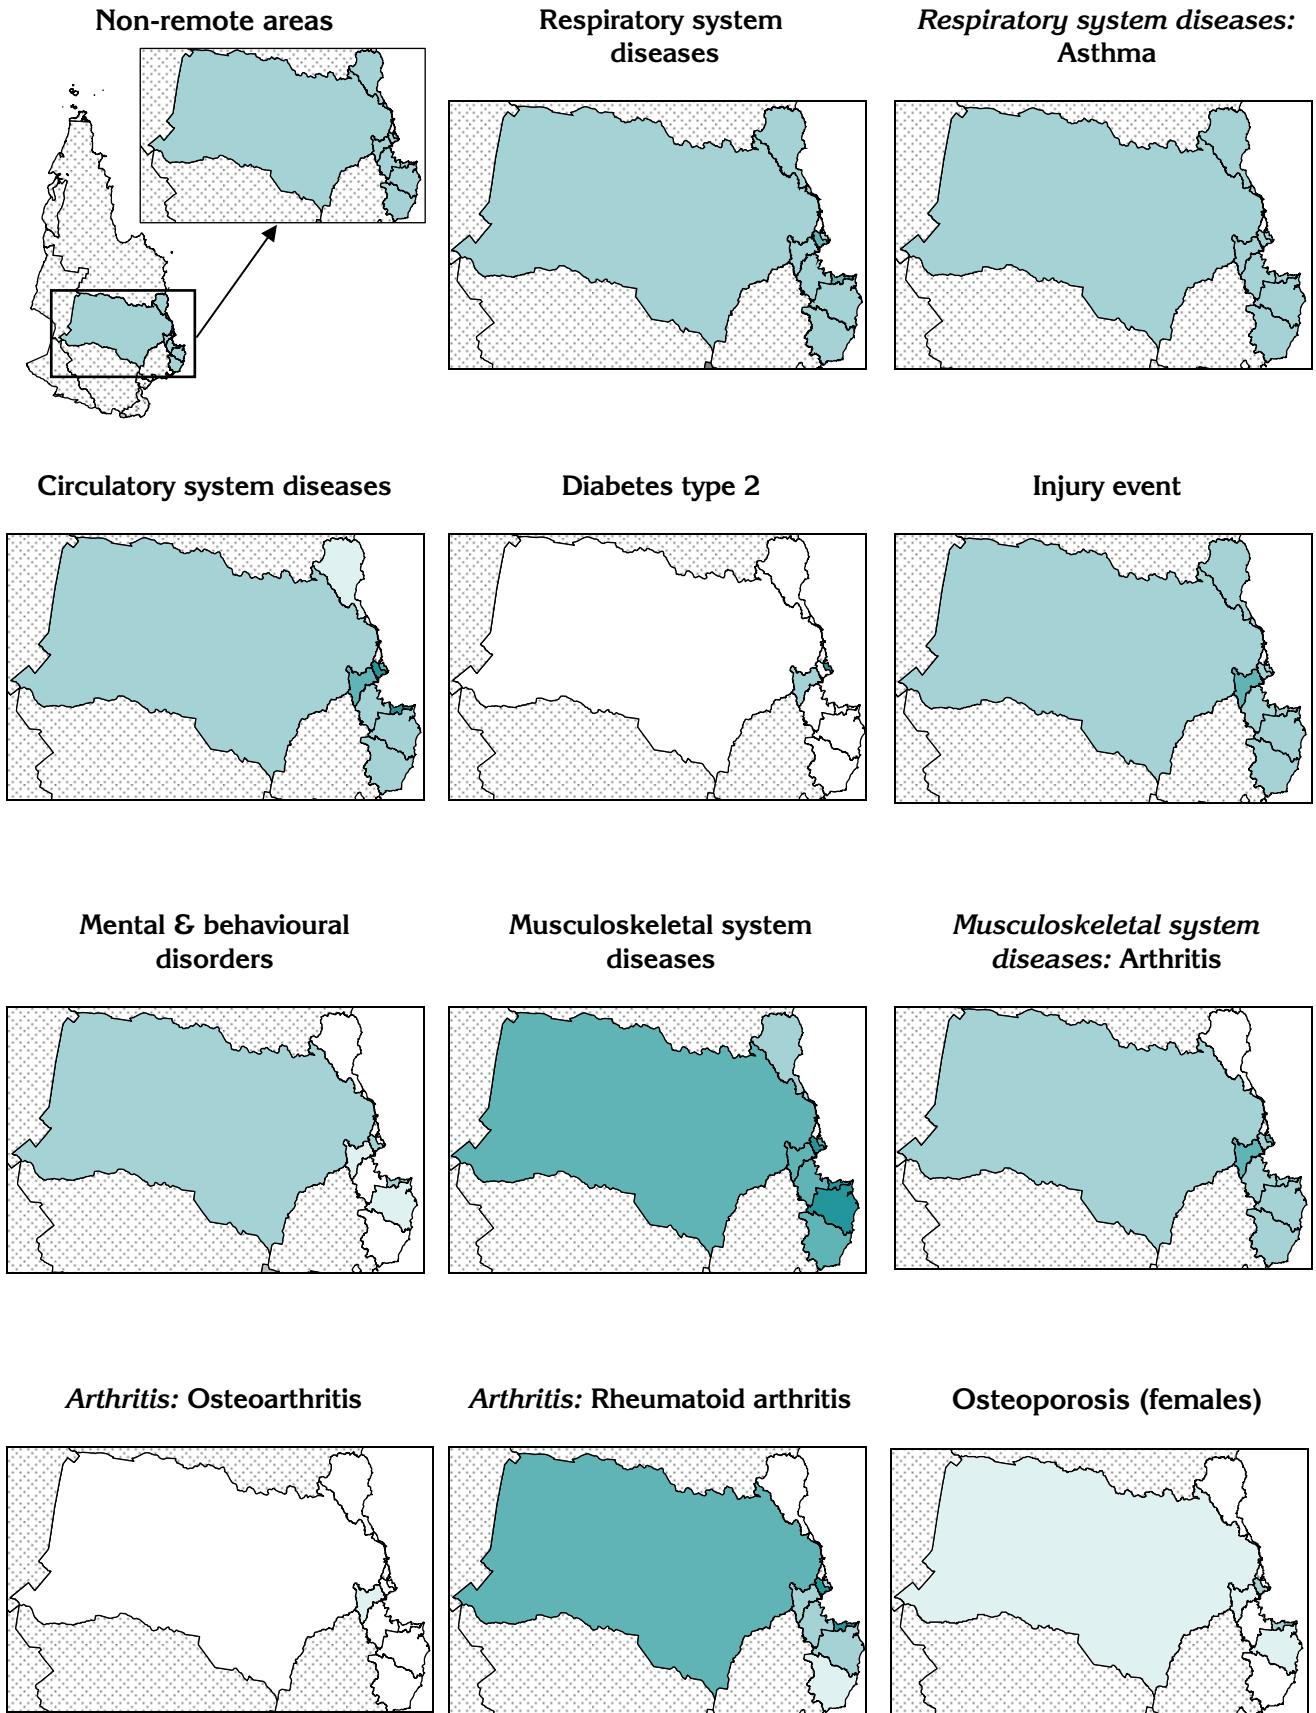 Non-remote areas
Respiratory system
diseases
Respiratory system diseases:
Asthma
Circulatory system diseases
Diabetes type 2
Injury event
Mental & behavioural
disorders
Musculoskeletal system
diseases
Musculoskeletal system
diseases: Arthritis
Arthritis: Osteoarthritis
Arthritis: Rheumatoid arthritis
Osteoporosis (females)